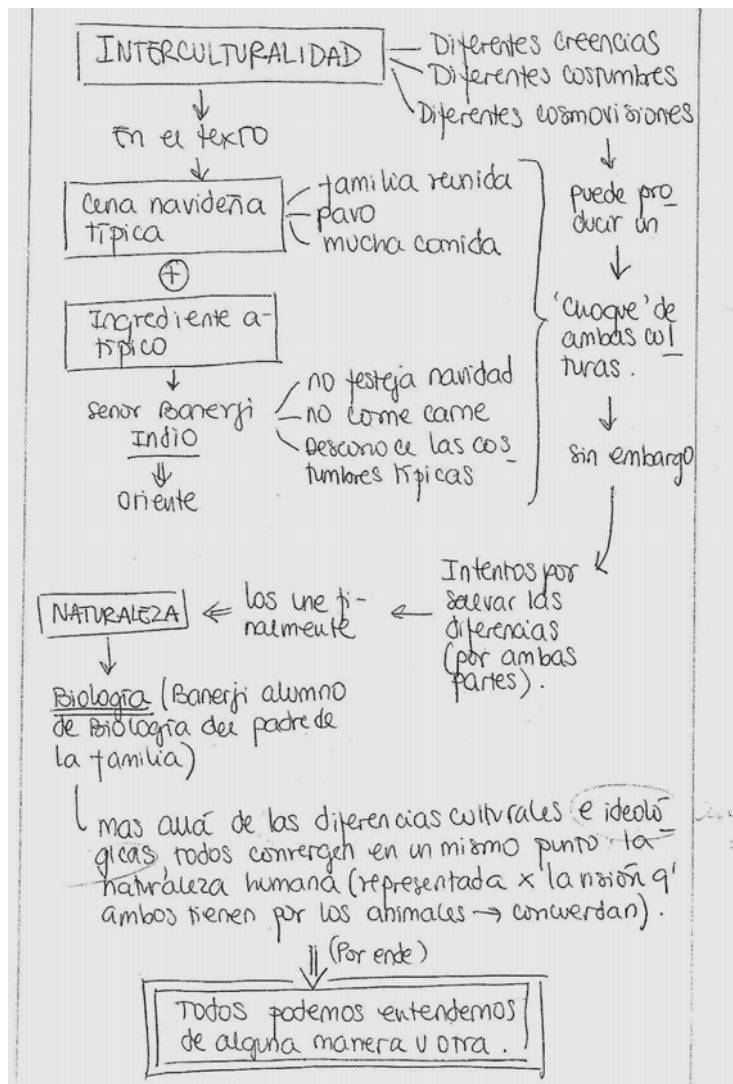 INTERCULTURALIDAD
Diferentes creencias
Diferentes costumbres
Diferentes cosmovisiones
En el texto
Cena navideña
típica
familia reunida
pavo
mucha comida
+
Ingrediente a-
típico
Señor Banerji
Indio
Oriente
no festeja navidad
no come carne
Desconoce las cos_
tumbres típicas
puede pro_
ducir un
'Choque' de
ambas cul_
turas.
sin embargo
Intentos por
salvar las
diferencias
(por ambas
partes).
los une fi-
nalmente
NATURALEZA
Biología (Banerji alumno
de Biología del padre de
la familia)
mas allá de las diferencias culturales e ideoló_
gicas todos convergen en un mismo punto la
naturaleza humana (representada x la visión q'
ambos tienen por los animales → concuerdan).
(Por ende)
Todos podemos entendernos
de alguna manera u otra.